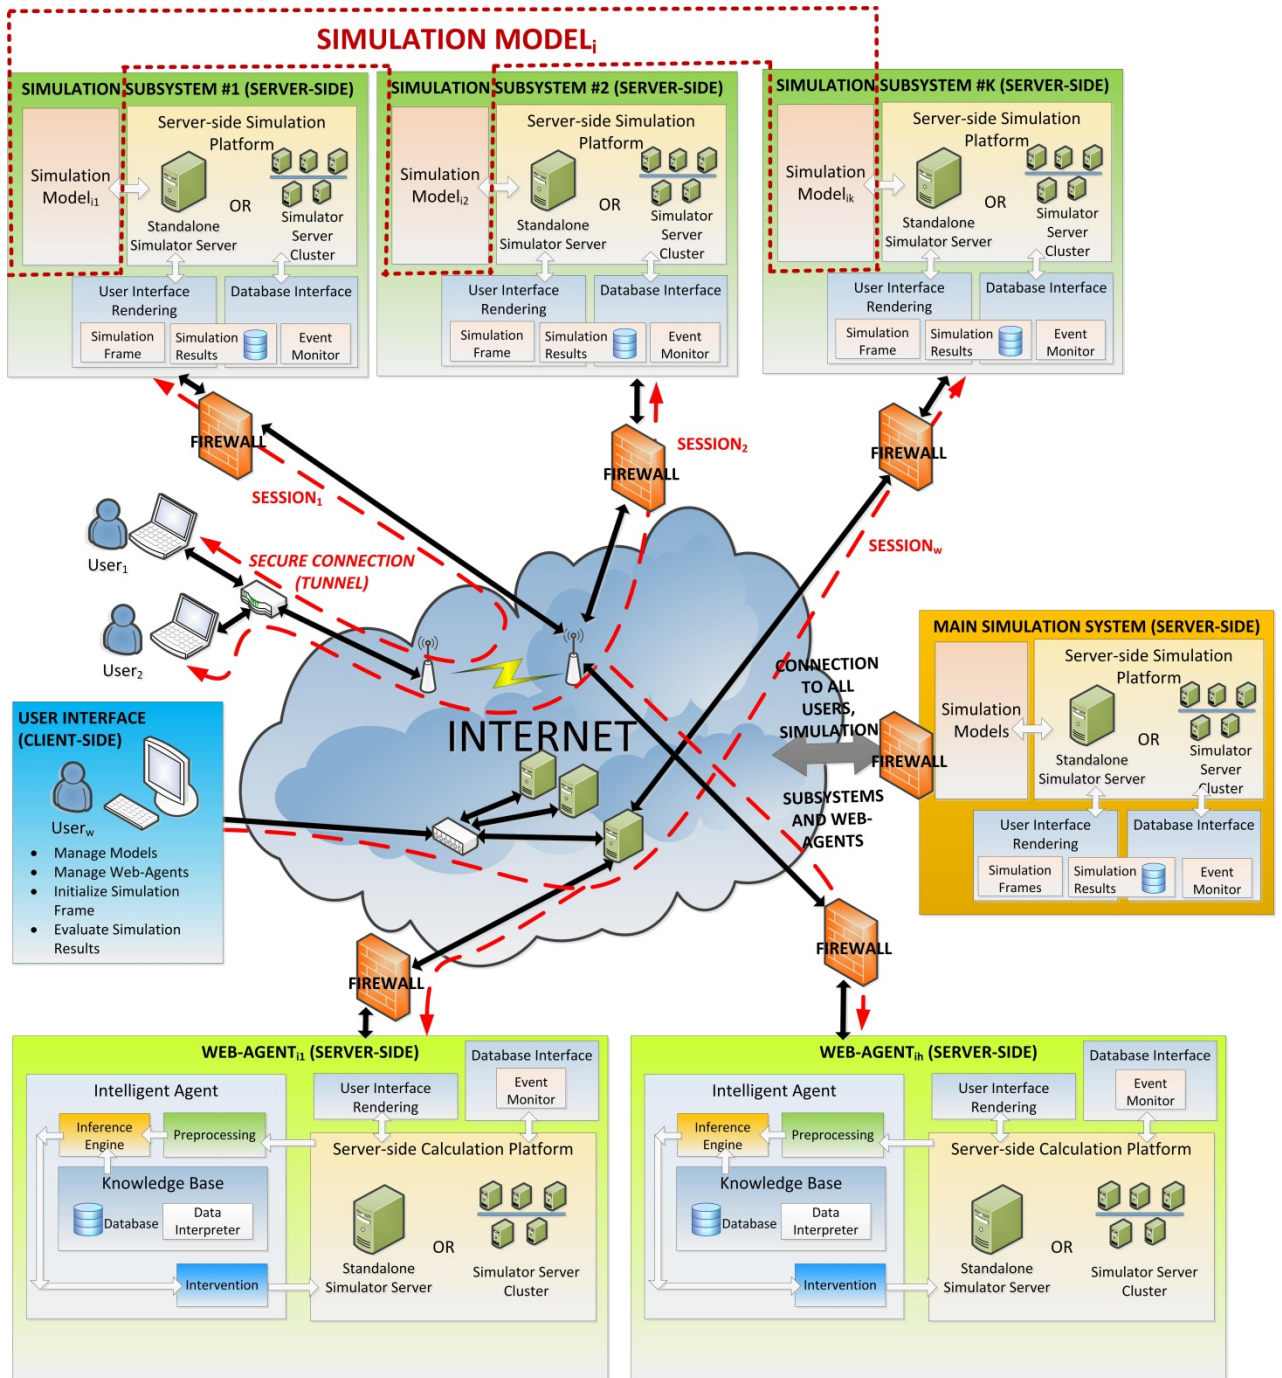 SIMULATION MODELi
SIMULATION SUBSYSTEM #1 (SERVER-SIDE)
Server-side Simulation
Platform
Simulation
Modeli1
OR
Standalone
Simulator Server
Simulator
Server
Cluster
User Interface
Rendering
Database Interface
Simulation
Frame
Simulation
Results
Event
Monitor
SIMULATION SUBSYSTEM #2 (SERVER-SIDE)
Server-side Simulation
Platform
Simulation
Modeli2
OR
Standalone
Simulator Server
Simulator
Server
Cluster
User Interface
Rendering
Database Interface
Simulation
Frame
Simulation
Results
Event
Monitor
SIMULATION SUBSYSTEM #K (SERVER-SIDE)
Server-side Simulation
Platform
Simulation
Modelik
OR
Standalone
Simulator Server
Simulator
Server
Cluster
User Interface
Rendering
Database Interface
Simulation
Frame
Simulation
Results
Event
Monitor
FIREWALL
FIREWALL
FIREWALL
SESSION1
SESSION2
SESSIONw
User1
User2
SECURE CONNECTION
(TUNNEL)
INTERNET
CONNECTION
TO ALL
USERS,
SIMULATION
SUBSYSTEMS
AND WEB-
AGENTS
FIREWALL
MAIN SIMULATION SYSTEM (SERVER-SIDE)
Server-side Simulation
Platform
Simulation
Models
OR
Standalone
Simulator Server
Simulator
Server
Cluster
User Interface
Rendering
Database Interface
Simulation
Frames
Simulation
Results
Event
Monitor
USER INTERFACE
(CLIENT-SIDE)
Userw
• Manage Models
• Manage Web-Agents
• Initialize Simulation
Frame
• Evaluate Simulation
Results
FIREWALL
FIREWALL
WEB-AGENTi1 (SERVER-SIDE)
Database Interface
Event
Monitor
Intelligent Agent
User Interface
Rendering
Inference
Engine
Preprocessing
Server-side Calculation Platform
Knowledge Base
Database
Data
Interpreter
OR
Standalone
Simulator Server
Simulator Server
Cluster
Intervention
WEB-AGENTih (SERVER-SIDE)
Database Interface
Event
Monitor
Intelligent Agent
User Interface
Rendering
Inference
Engine
Preprocessing
Server-side Calculation Platform
Knowledge Base
Database
Data
Interpreter
OR
Standalone
Simulator Server
Simulator Server
Cluster
Intervention